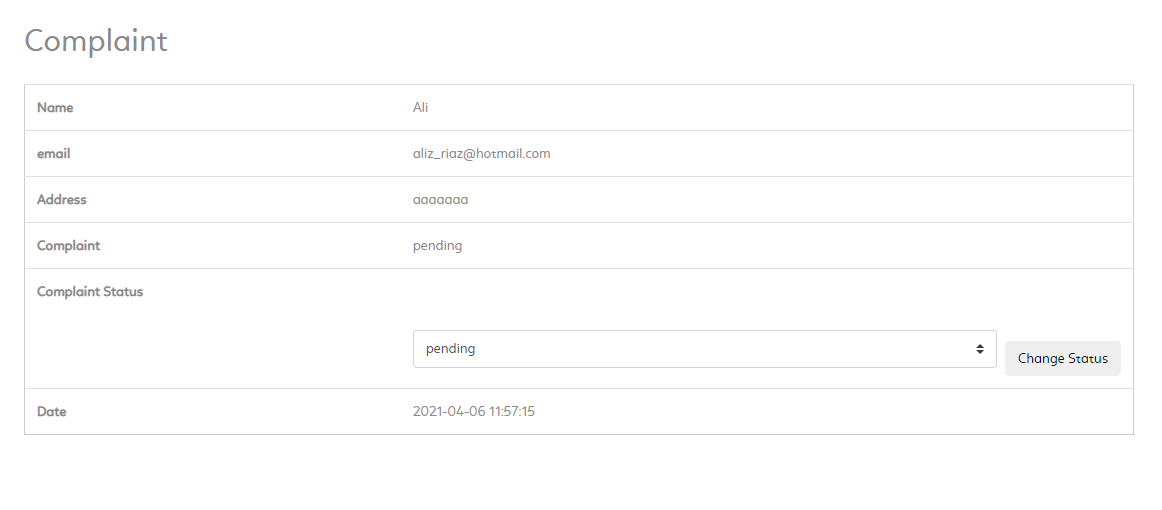 Complaint
Name Ali
email aliz_riaz@hotmail.com
Address aaaaaaa
Complaint pending
Complaint Status
pending Change Status
Date 2021-04-06 11:57:15